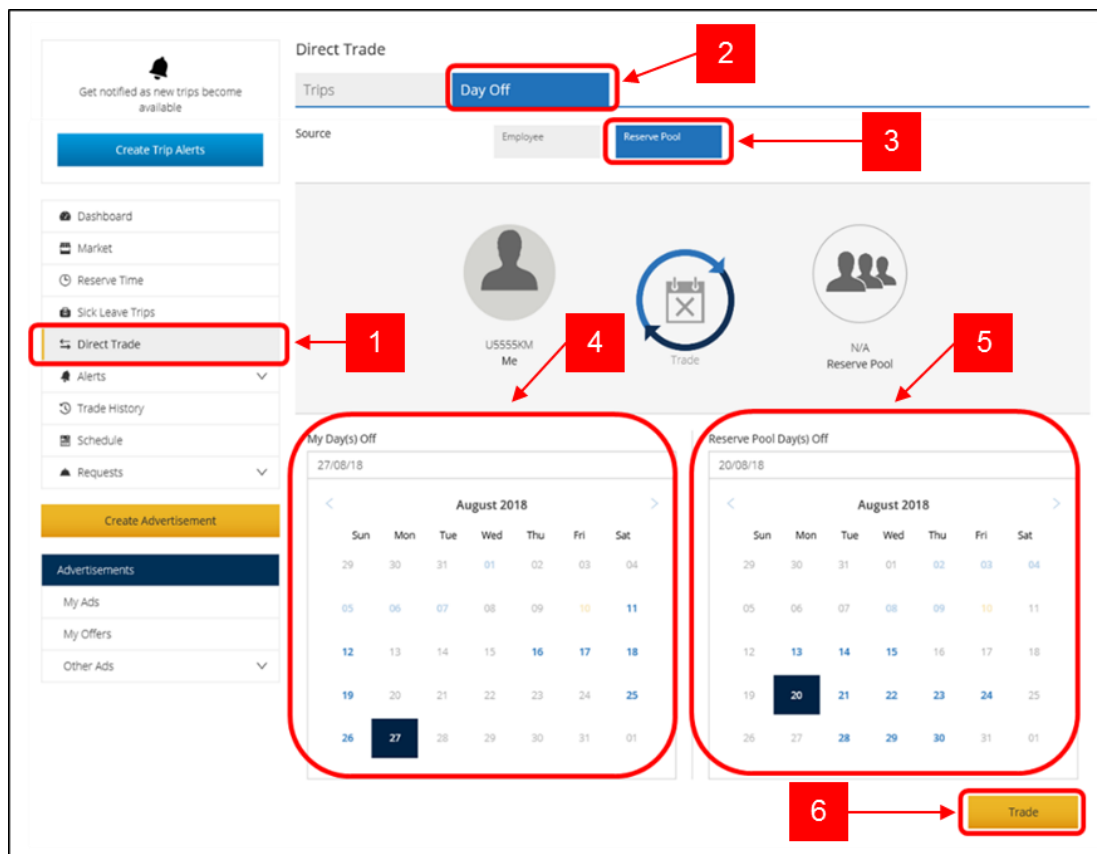 Get notified as new trips become
available
Create Trip Alerts
Dashboard
Market
Reserve Time
Sick Leave Trips
Direct Trade
Alerts
Trade History
Schedule
Requests
Create Advertisement
Advertisements
My Ads
My Offers
Other Ads
1
Direct Trade
2
Trips Day Off
Source Employee Reserve Pool
3
U5555KM
Me
Trade
N/A
Reserve Pool
4
5
My Day(s) Off
27/08/18
August 2018
Sun Mon Tue Wed Thu Fri Sat
29 30 31 01 02 03 04
05 06 07 08 09 10 11
12 13 14 15 16 17 18
19 20 21 22 23 24 25
26 27 28 29 30 31 01
Reserve Pool Day(s) Off
20/08/18
August 2018
Sun Mon Tue Wed Thu Fri Sat
29 30 31 01 02 03 04
05 06 07 08 09 10 11
12 13 14 15 16 17 18
19 20 21 22 23 24 25
26 27 28 29 30 31 01
6
Trade